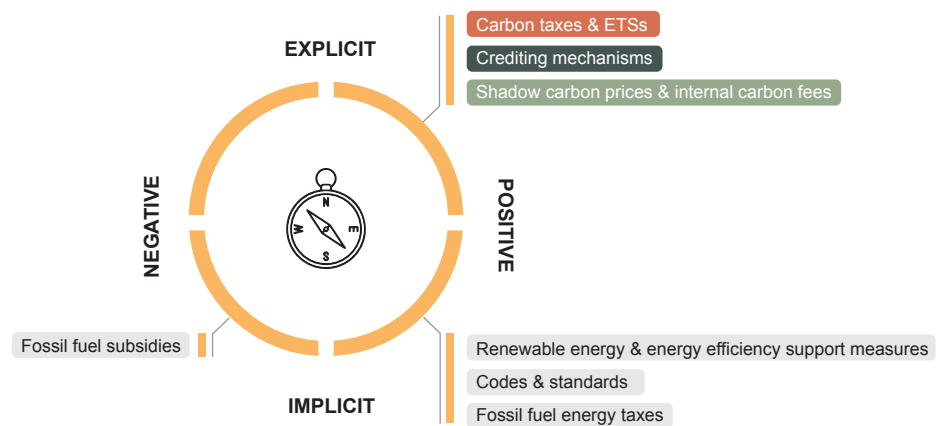 EXPLICIT
Carbon taxes & ETSs
Crediting mechanisms
Shadow carbon prices & internal carbon fees
NEGATIVE
N
W
E
S
POSITIVE
Fossil fuel subsidies
IMPLICIT
Renewable energy & energy efficiency support measures
Codes & standards
Fossil fuel energy taxes